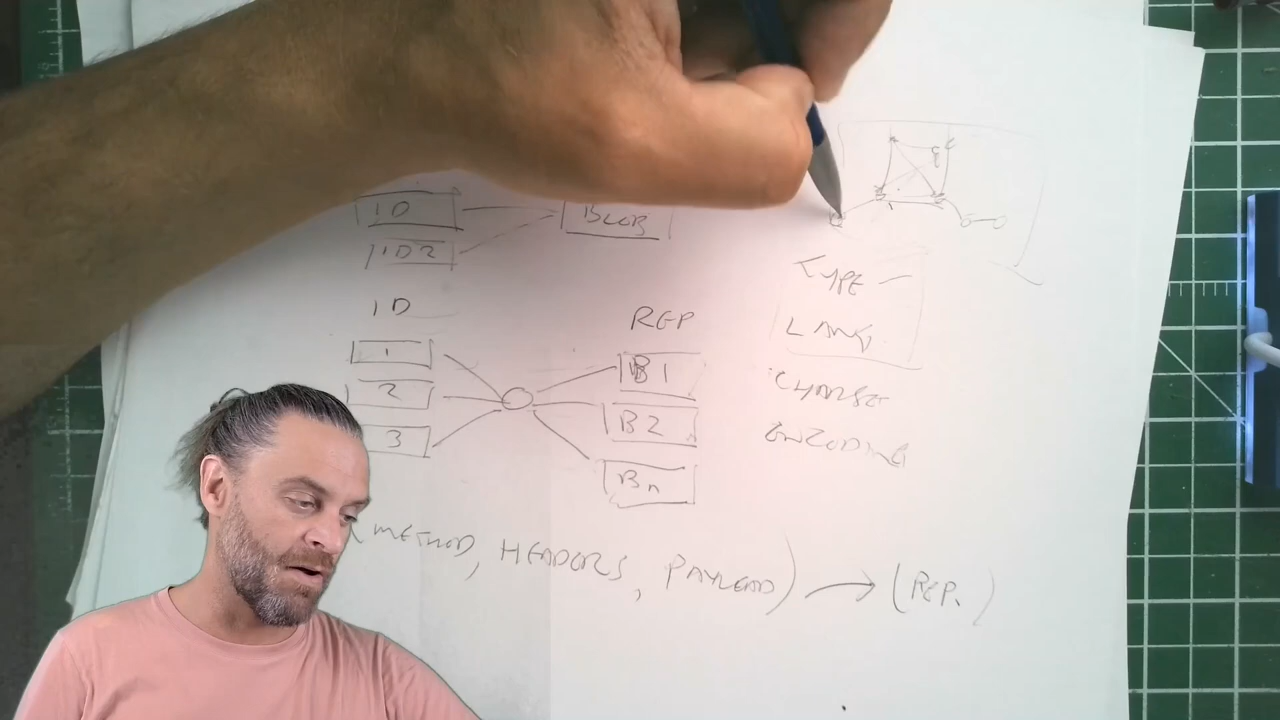 ID
BLOB
ID2
ID
REP
1
2
3
B1
B2
Bn
TYPE
LANG
CHARSET
ENCODING
(METHOD, HEADERS, PAYLOAD) → (REP.)